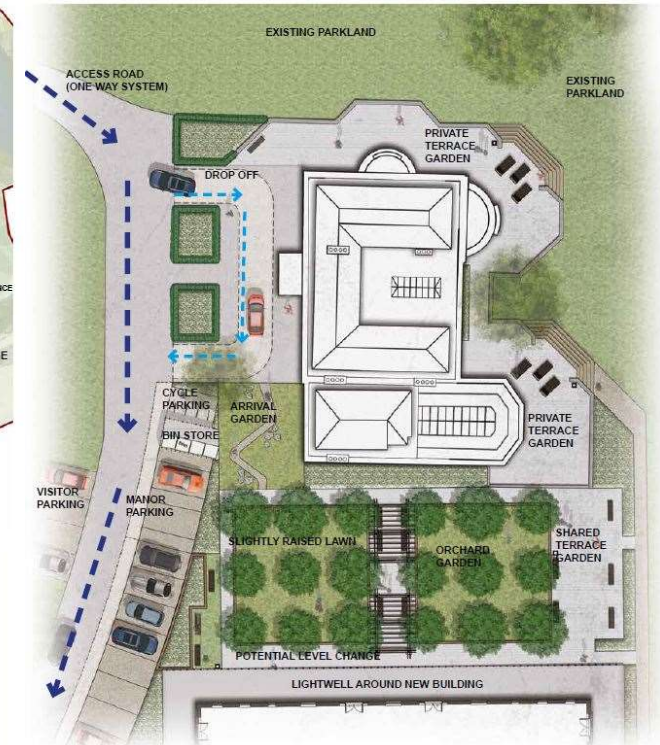 EXISTING PARKLAND
ACCESS ROAD
(ONE WAY SYSTEM)
EXISTING
PARKLAND
PRIVATE
TERRACE
GARDEN
DROP OFF
CYCLE
PARKING
ARRIVAL
GARDEN
BIN STORE
PRIVATE
TERRACE
GARDEN
VISITOR
PARKING
MANOR
PARKING
SLIGHTLY RAISED LAWN
ORCHARD
GARDEN
SHARED
TERRACE
GARDEN
POTENTIAL LEVEL CHANGE
LIGHTWELL AROUND NEW BUILDING